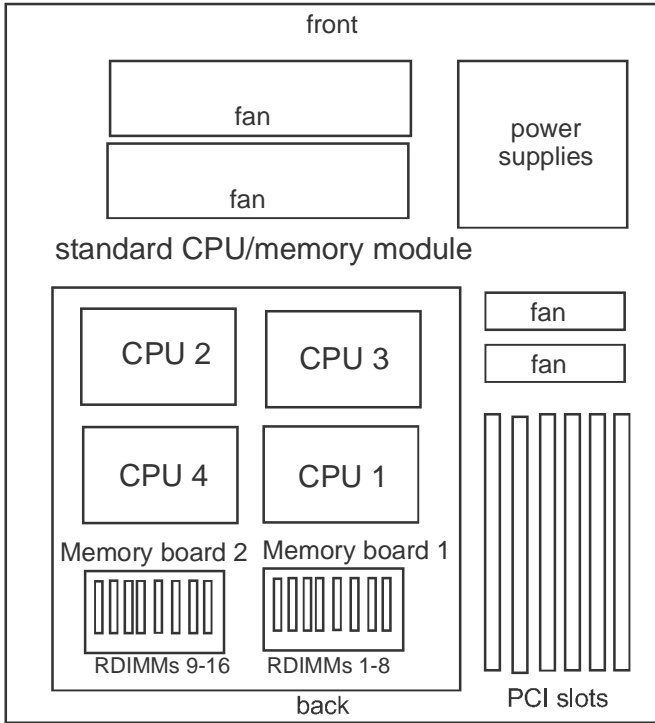 front
fan
power
supplies
fan
standard CPU/memory module
fan
fan
CPU 2
CPU 3
CPU 4
CPU 1
Memory board 2
Memory board 1
RDIMMs 9-16
RDIMMs 1-8
PCI slots
back